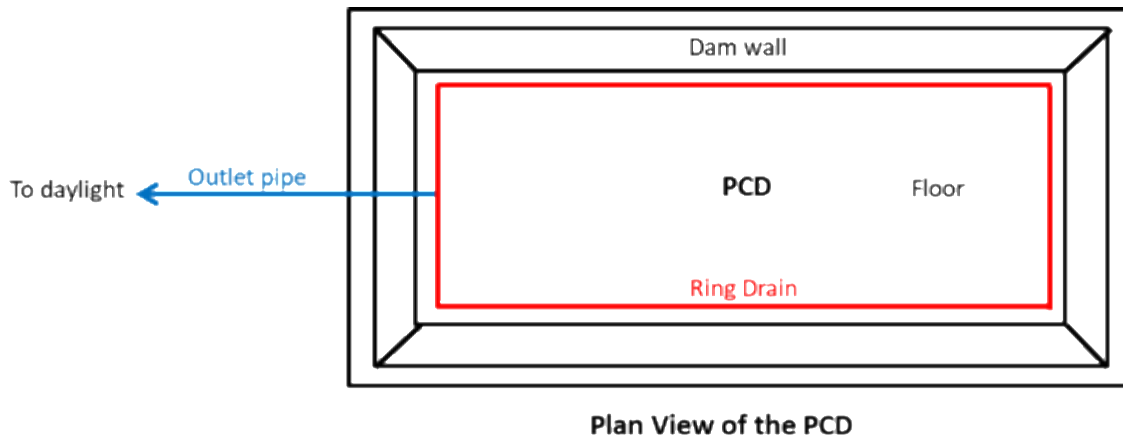 Dam wall
To daylight
Outlet pipe
PCD
Floor
Ring Drain
Plan View of the PCD